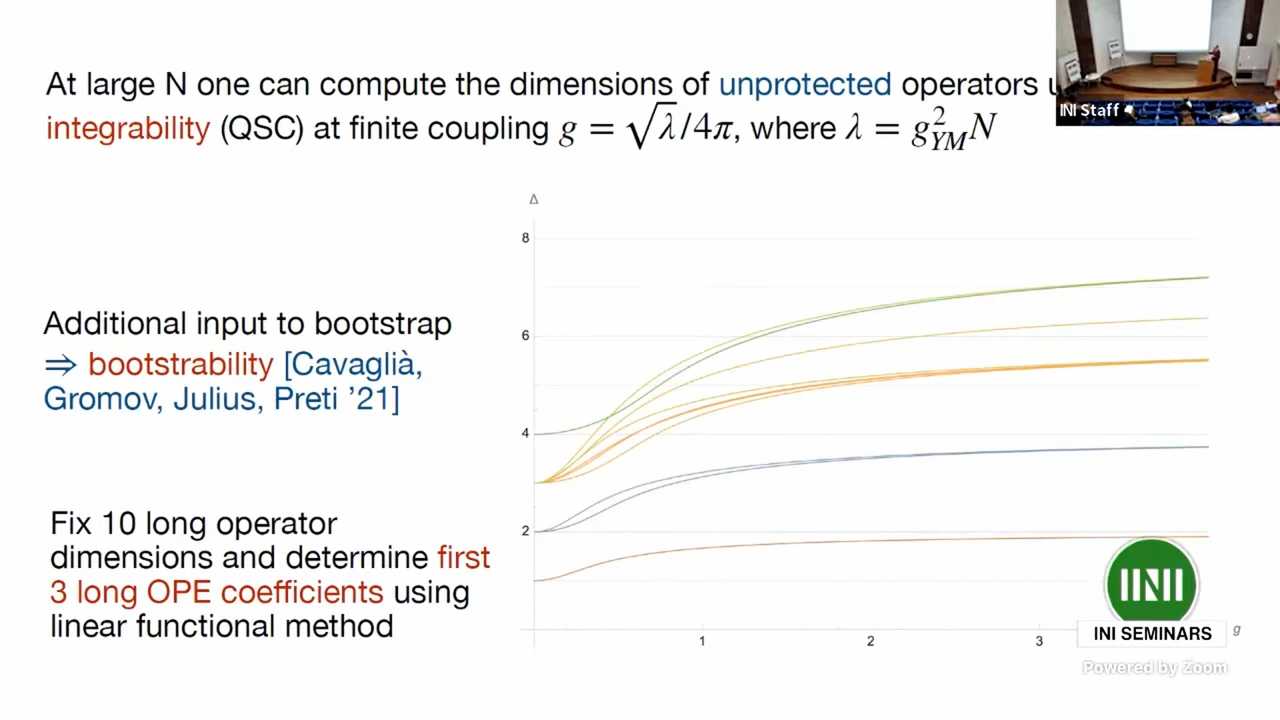 At large N one can compute the dimensions of unprotected operators
integrability (QSC) at finite coupling g = √λ/4π, where λ = g²_YM N
INI Staff
Δ
8
6
4
2
1
2
3
g
Additional input to bootstrap
⇒ bootstrability [Cavaglià,
Gromov, Julius, Preti '21]
Fix 10 long operator
dimensions and determine first
3 long OPE coefficients using
linear functional method
INI
INI SEMINARS
Powered by Zoom